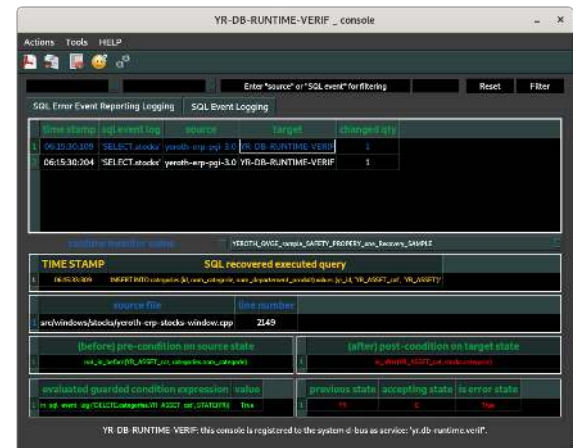 YR-DB-RUNTIME-VERIF _ console
Actions Tools HELP
Enter "source" or "SQL event" for filtering Reset Filter
SQL Error Event Reporting Logging SQL Event Logging
time stamp sql event log source target changed qty
1 06:15:30:109 'SELECT.stocks' yeroth-erp-pgi-3.0 YR-DB-RUNTIME-VERIF 1
06:15:30:204 'SELECT.stocks' yeroth-erp-pgi-3.0 YR-DB-RUNTIME-VERIF 1
runtime monitor name
TIME STAMP SQL recovered executed query
source file line number
1 src/windows/stocks/yeroth-erp-stocks-window.cpp 2149
(before) pre-condition on source state (after) post-condition on target state
evaluated guarded condition expression value previous state accepting state is error state
True
YR-DB-RUNTIME-VERIF: this console is registered to the system d-bus as service: 'yr.db-runtime.verif'.